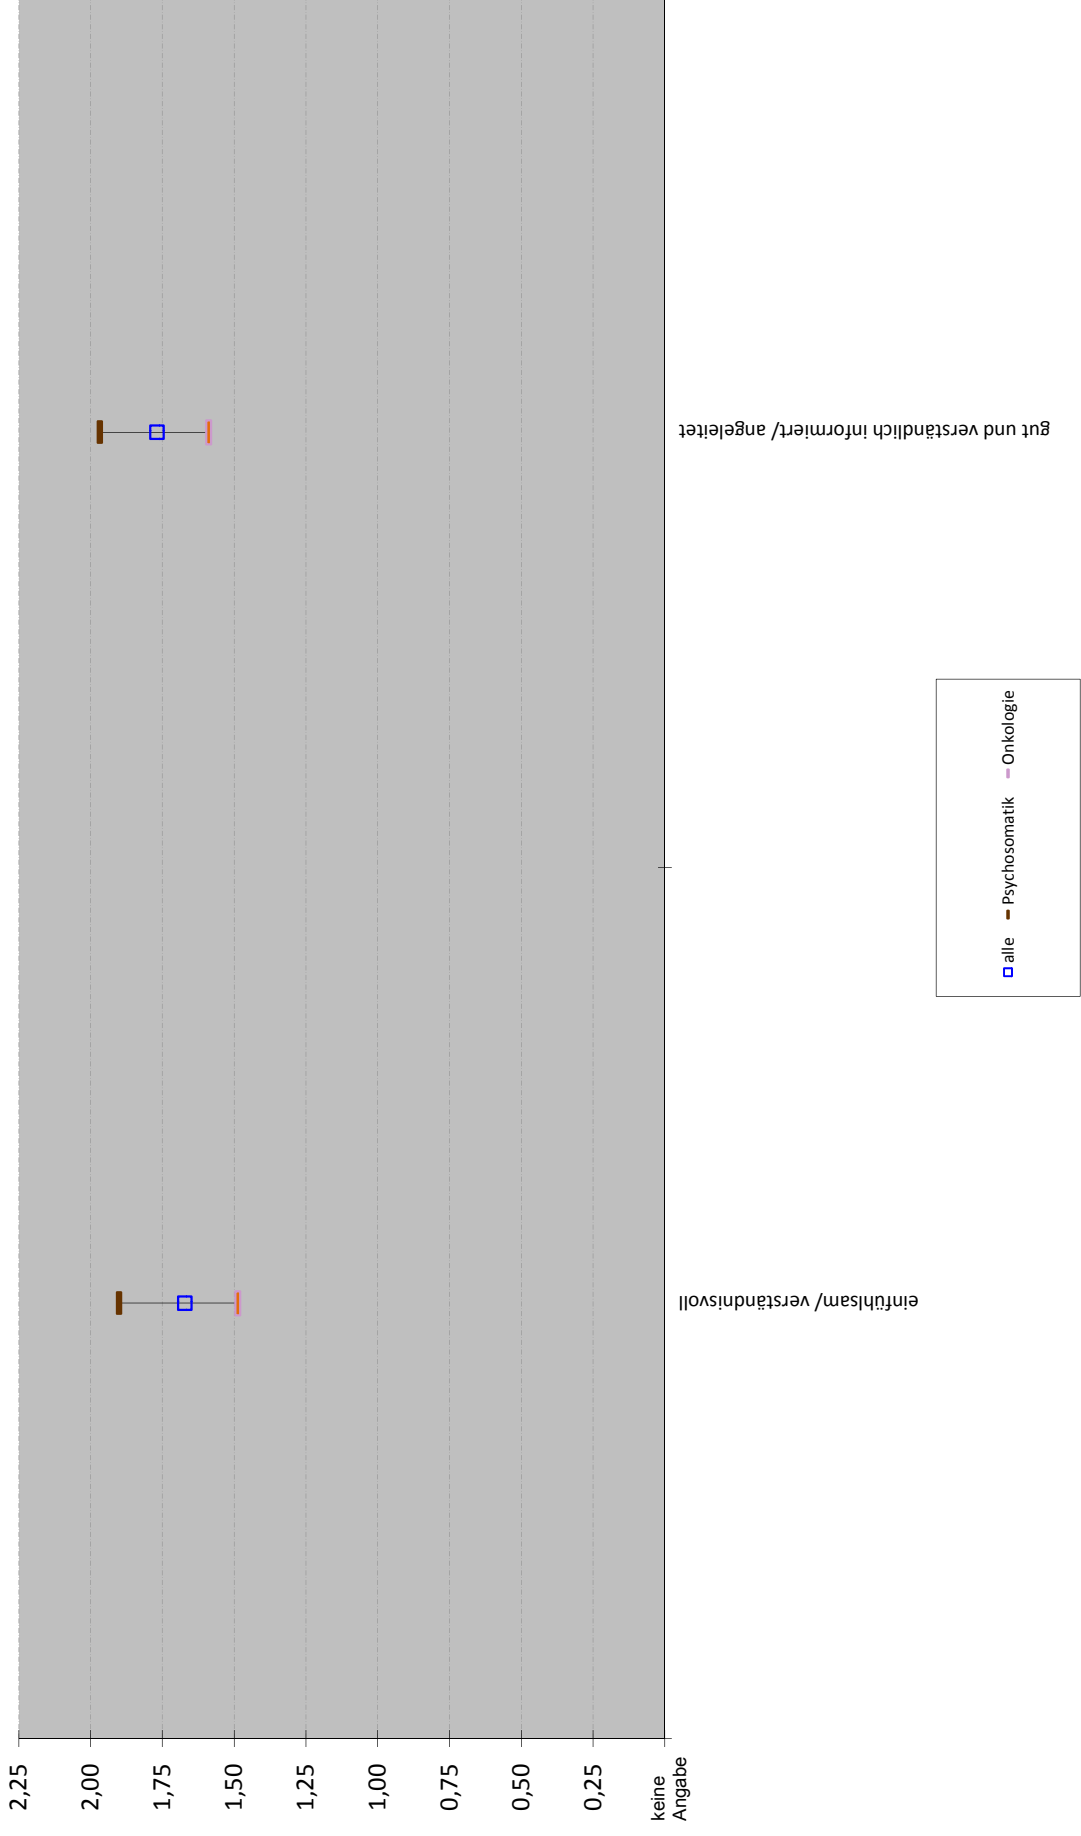 2,25
2,00
1,75
1,50
1,25
1,00
0,75
0,50
0,25
keine
Angabe
einfühlsam/ verständnisvoll
gut und verständlich informiert/ angeleitet
alle Psychosomatik Onkologie